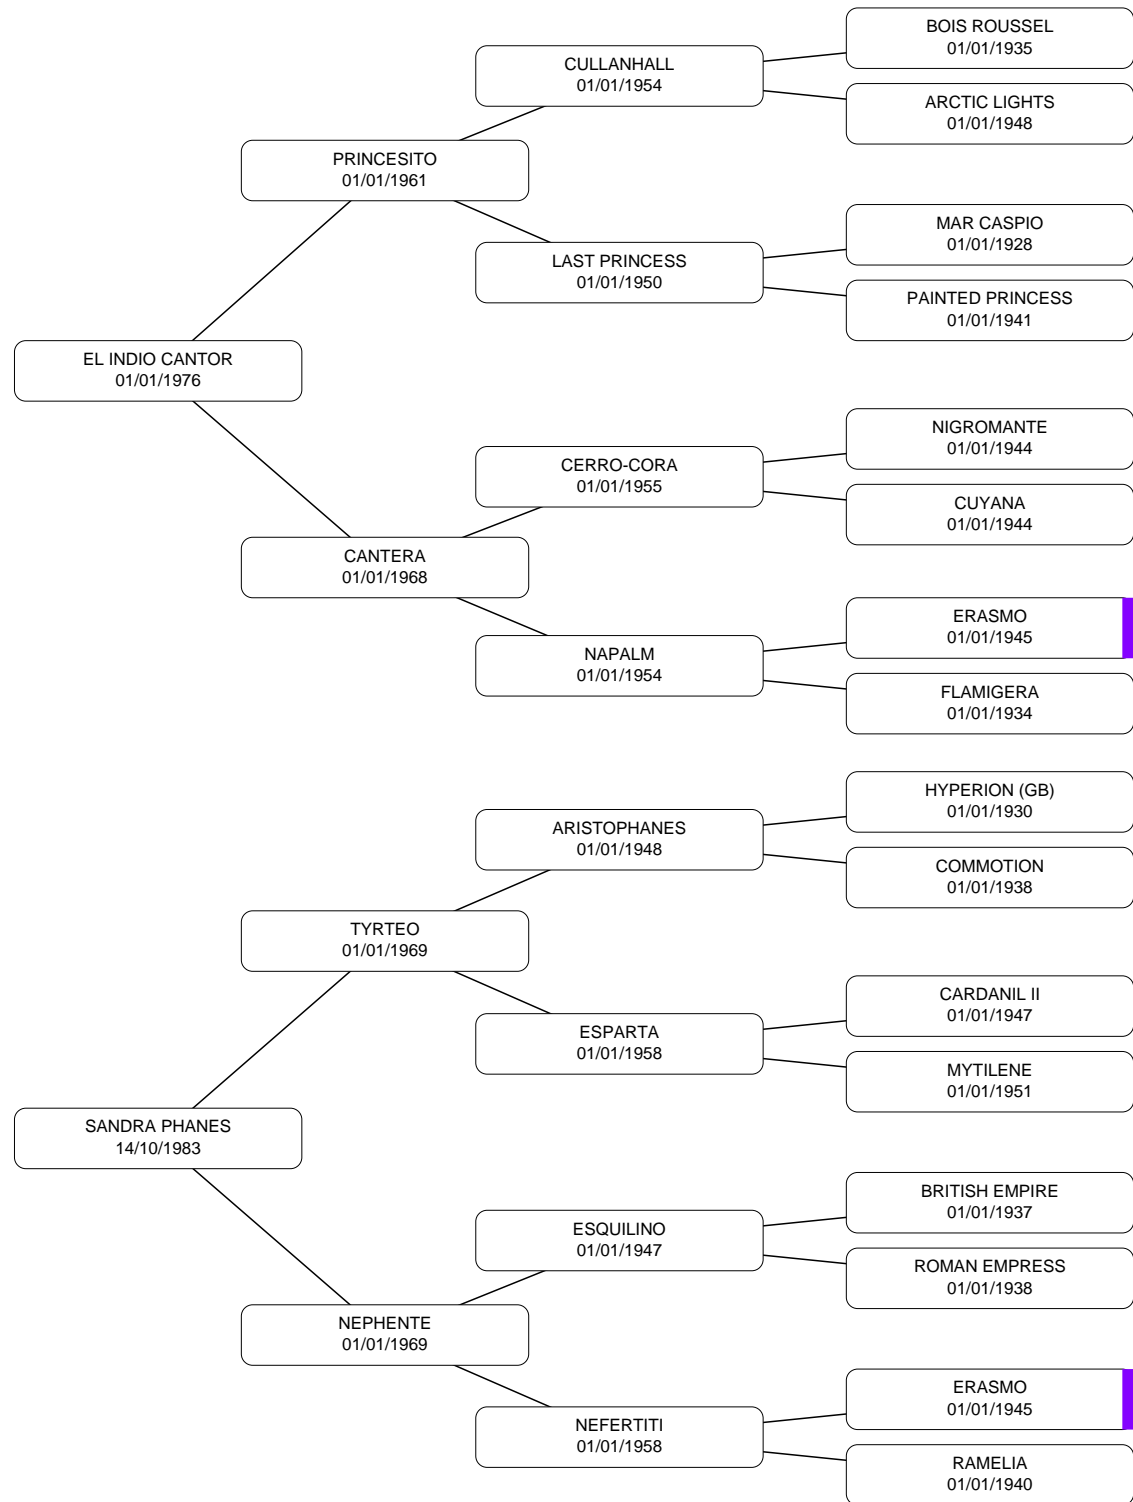 BOIS ROUSSEL
01/01/1935
CULLANHALL
01/01/1954
ARCTIC LIGHTS
01/01/1948
PRINCESITO
01/01/1961
MAR CASPIO
01/01/1928
LAST PRINCESS
01/01/1950
PAINTED PRINCESS
01/01/1941
EL INDIO CANTOR
01/01/1976
NIGROMANTE
01/01/1944
CERRO-CORA
01/01/1955
CUYANA
01/01/1944
CANTERA
01/01/1968
ERASMO
01/01/1945
NAPALM
01/01/1954
FLAMIGERA
01/01/1934
HYPERION (GB)
01/01/1930
ARISTOPHANES
01/01/1948
COMMOTION
01/01/1938
TYRTEO
01/01/1969
CARDANIL II
01/01/1947
ESPARTA
01/01/1958
MYTILENE
01/01/1951
SANDRA PHANES
14/10/1983
BRITISH EMPIRE
01/01/1937
ESQUILINO
01/01/1947
ROMAN EMPRESS
01/01/1938
NEPHENTE
01/01/1969
ERASMO
01/01/1945
NEFERTITI
01/01/1958
RAMELIA
01/01/1940